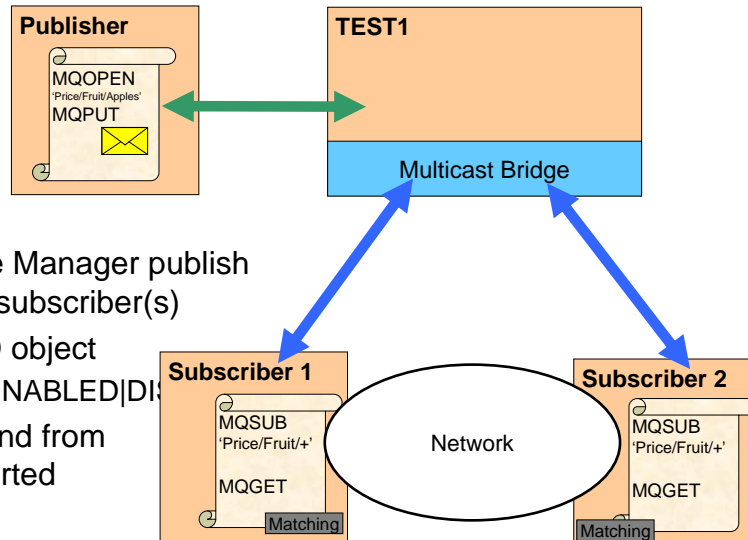 Publisher
MQOPEN
'Price/Fruit/Apples'
MQPUT
TEST1
Multicast Bridge
e Manager publish
subscriber(s)
object
NABLED|DIS
nd from
rted
Subscriber 1
MQSUB
'Price/Fruit/+'
MQGET
Matching
Network
Subscriber 2
MQSUB
'Price/Fruit/+'
MQGET
Matching